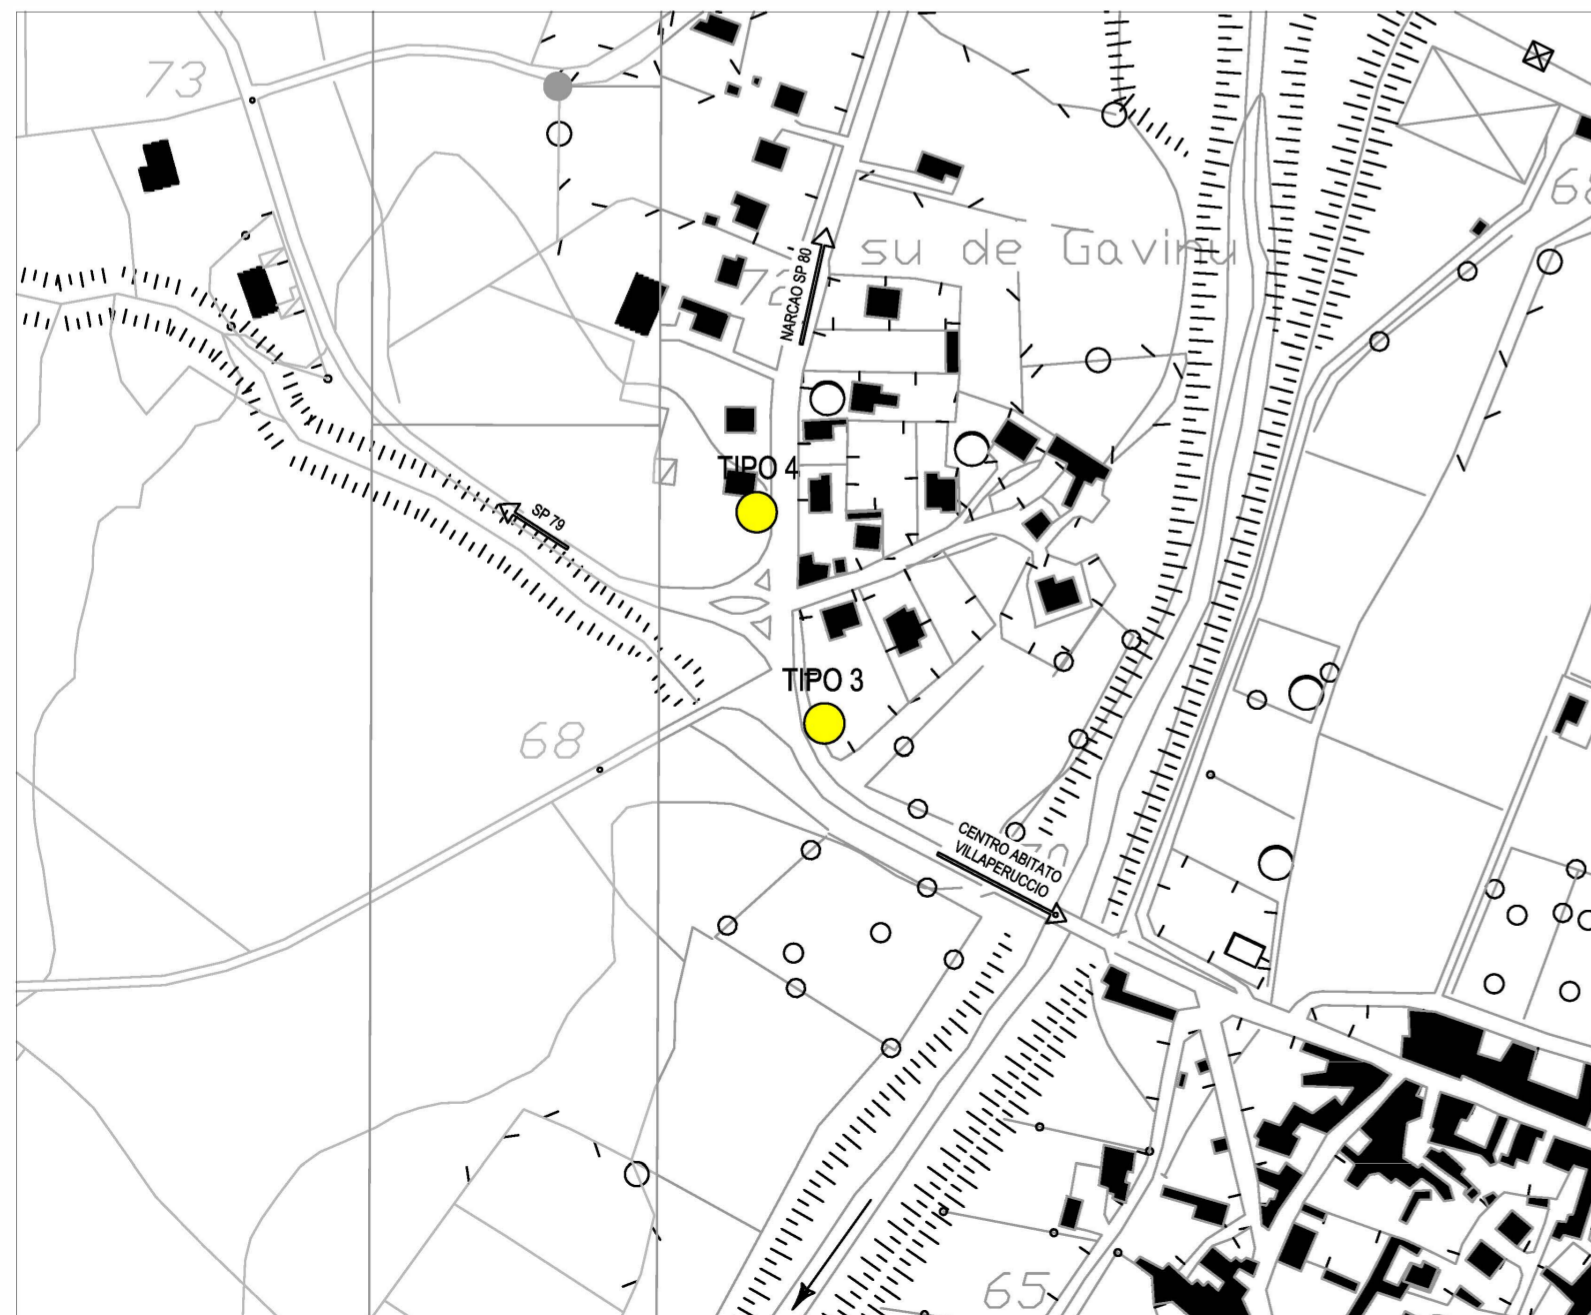 73
68
su de Gavinu
NARCAO SP 80
72
TIPO 4
SP 79
TIPO 3
68
CENTRO ABITATO
VILLAPERUCCIO
65